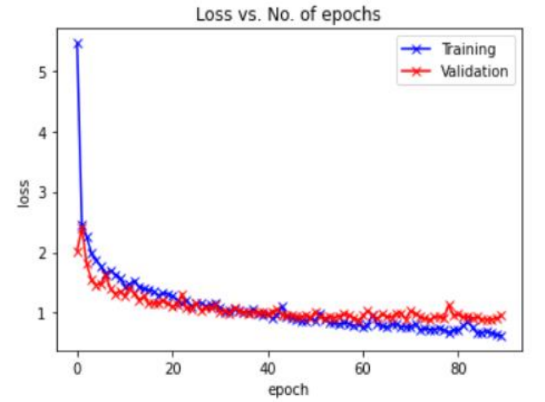 Loss vs. No. of epochs
Training
Validation
5
4
3
2
1
loss
0 20 40 60 80
epoch